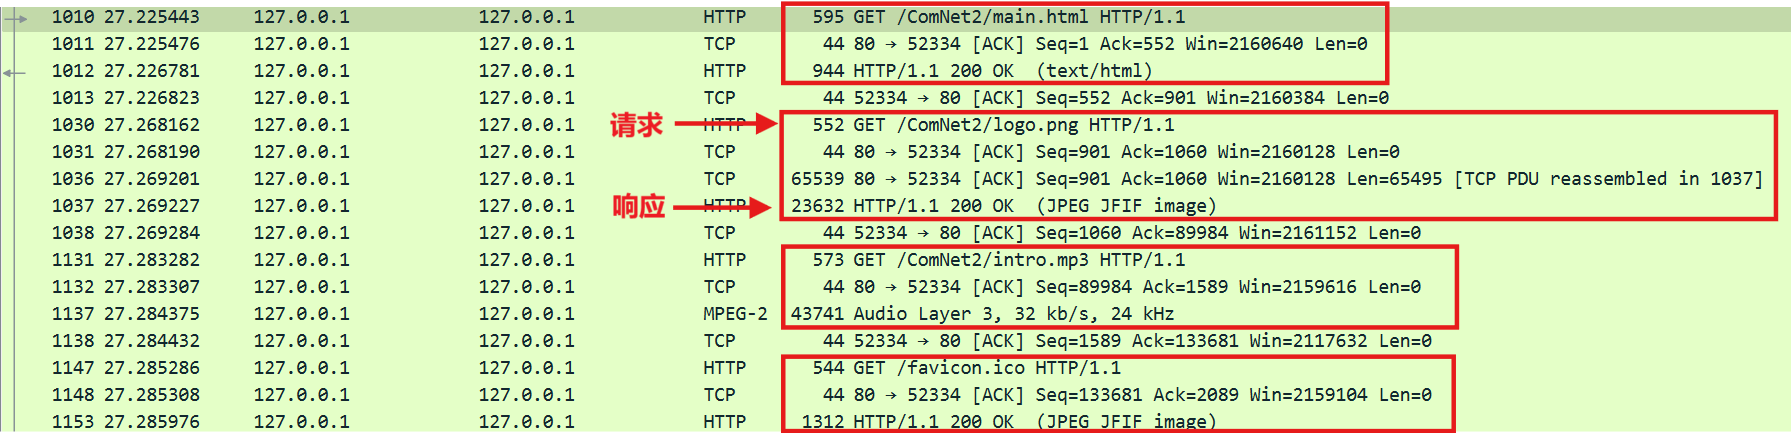 1010 27.225443 127.0.0.1 127.0.0.1 HTTP 595 GET /ComNet2/main.html HTTP/1.1
1011 27.225476 127.0.0.1 127.0.0.1 TCP 44 80 → 52334 [ACK] Seq=1 Ack=552 Win=2160640 Len=0
1012 27.226781 127.0.0.1 127.0.0.1 HTTP 944 HTTP/1.1 200 OK (text/html)
1013 27.226823 127.0.0.1 127.0.0.1 TCP 44 52334 → 80 [ACK] Seq=552 Ack=901 Win=2160384 Len=0
1030 27.268162 127.0.0.1 127.0.0.1 请求 HTTP 552 GET /ComNet2/logo.png HTTP/1.1
1031 27.268190 127.0.0.1 127.0.0.1 TCP 44 80 → 52334 [ACK] Seq=901 Ack=1060 Win=2160128 Len=0
1036 27.269201 127.0.0.1 127.0.0.1 TCP 65539 80 → 52334 [ACK] Seq=901 Ack=1060 Win=2160128 Len=65495 [TCP PDU reassembled in 1037]
1037 27.269227 127.0.0.1 127.0.0.1 响应 HTTP 23632 HTTP/1.1 200 OK (JPEG JFIF image)
1038 27.269284 127.0.0.1 127.0.0.1 TCP 44 52334 → 80 [ACK] Seq=1060 Ack=89984 Win=2161152 Len=0
1131 27.283282 127.0.0.1 127.0.0.1 HTTP 573 GET /ComNet2/intro.mp3 HTTP/1.1
1132 27.283307 127.0.0.1 127.0.0.1 TCP 44 80 → 52334 [ACK] Seq=89984 Ack=1589 Win=2159616 Len=0
1137 27.284375 127.0.0.1 127.0.0.1 MPEG-2 43741 Audio Layer 3, 32 kb/s, 24 kHz
1138 27.284432 127.0.0.1 127.0.0.1 TCP 44 52334 → 80 [ACK] Seq=1589 Ack=133681 Win=2117632 Len=0
1147 27.285286 127.0.0.1 127.0.0.1 HTTP 544 GET /favicon.ico HTTP/1.1
1148 27.285308 127.0.0.1 127.0.0.1 TCP 44 80 → 52334 [ACK] Seq=133681 Ack=2089 Win=2159104 Len=0
1153 27.285976 127.0.0.1 127.0.0.1 HTTP 1312 HTTP/1.1 200 OK (JPEG JFIF image)